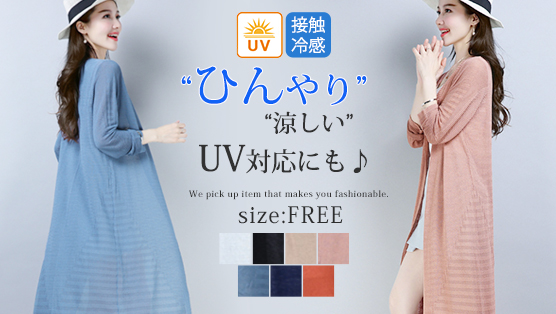 UV
接触
冷感
“ひんやり”
“涼しい”
UV対応にも♪
We pick up item that makes you fashionable.
size:FREE